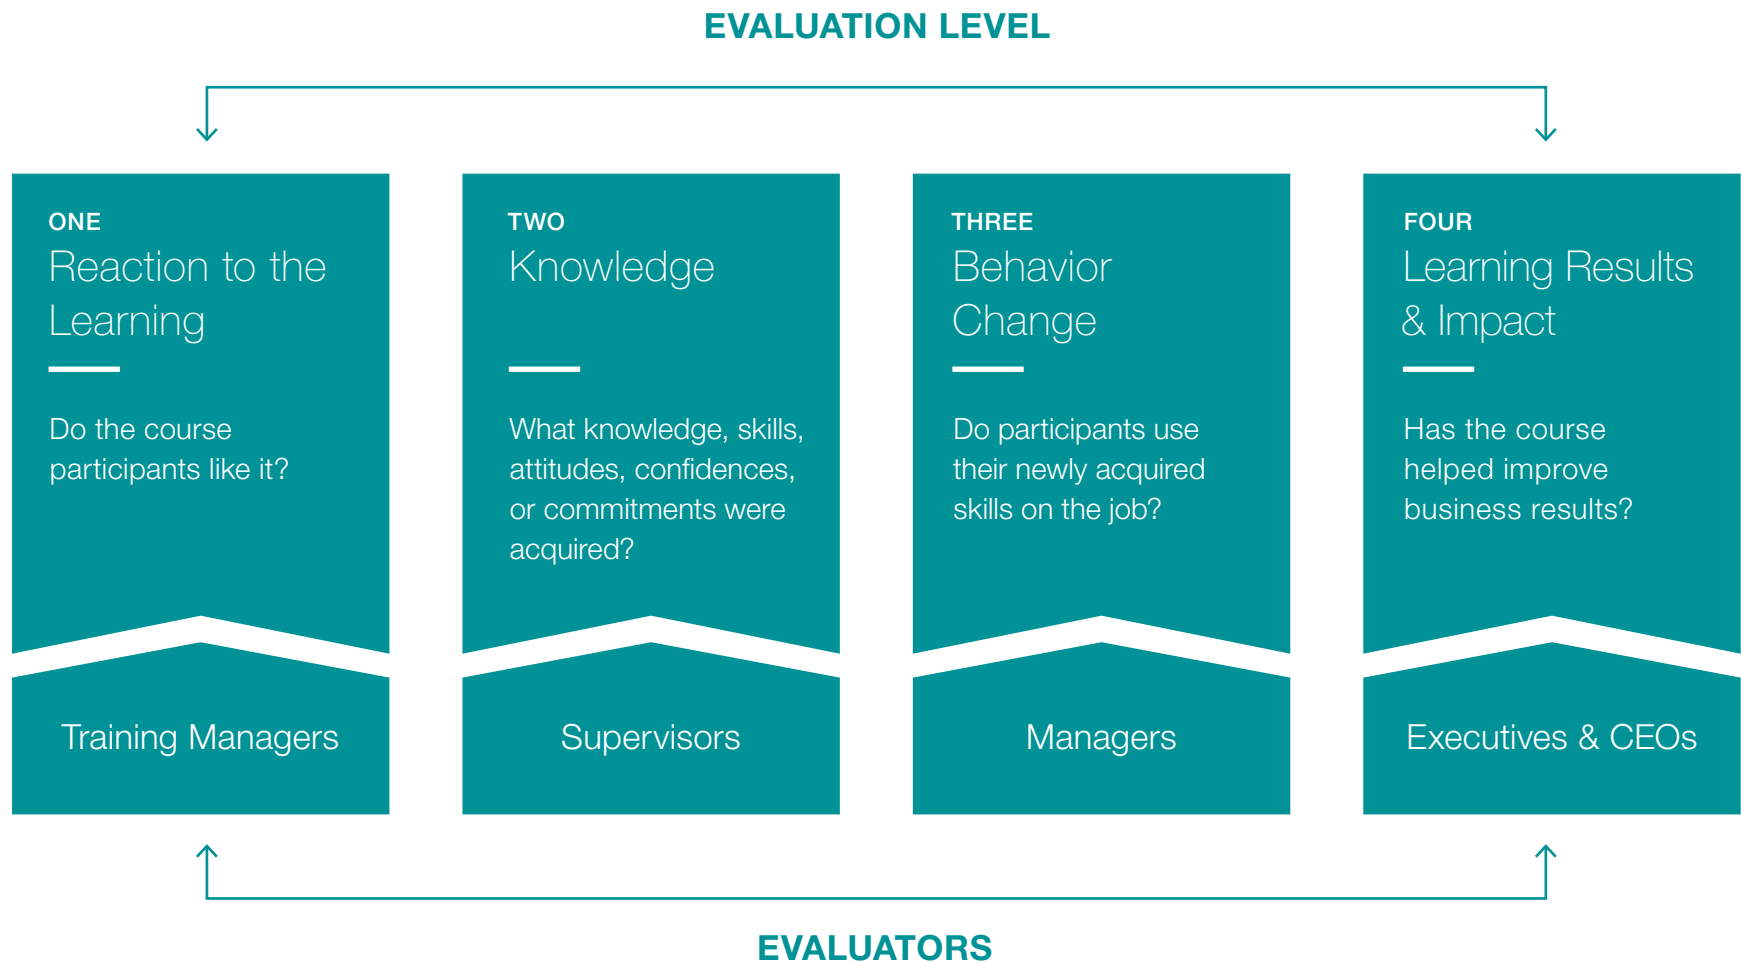 EVALUATION LEVEL
ONE
Reaction to the
Learning
Do the course
participants like it?
Training Managers
TWO
Knowledge
What knowledge, skills,
attitudes, confidences,
or commitments were
acquired?
Supervisors
THREE
Behavior
Change
Do participants use
their newly acquired
skills on the job?
Managers
FOUR
Learning Results
& Impact
Has the course
helped improve
business results?
Executives & CEOs
EVALUATORS